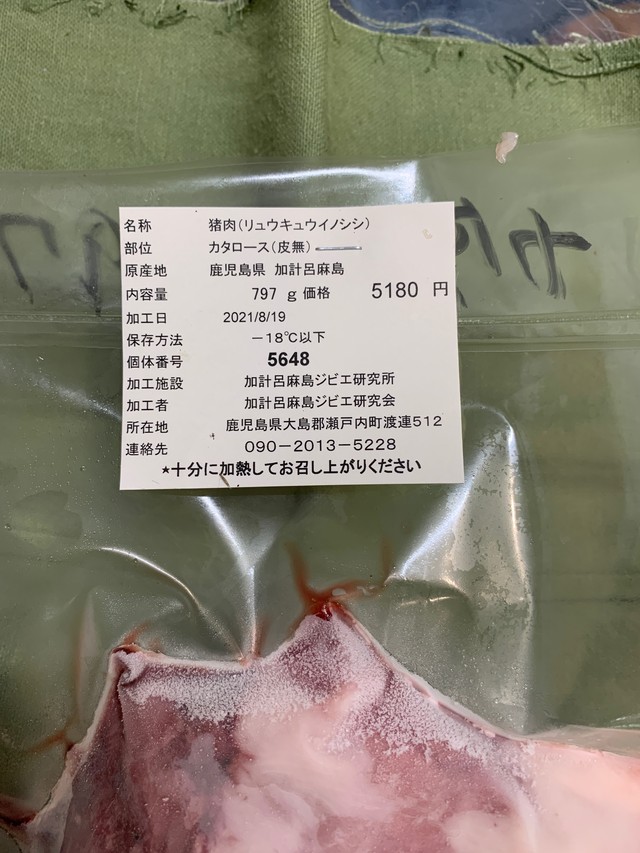 名称 猪肉(リュウキュウイノシシ)
部位 カタロース(皮無)
原産地 鹿児島県 加計呂麻島
内容量 797 g 価格 5180 円
加工日 2021/8/19
保存方法 －18℃以下
個体番号 5648
加工施設 加計呂麻島ジビエ研究所
加工者 加計呂麻島ジビエ研究会
所在地 鹿児島県大島郡瀬戸内町渡連512
連絡先 090－2013－5228
*十分に加熱してお召し上がりください